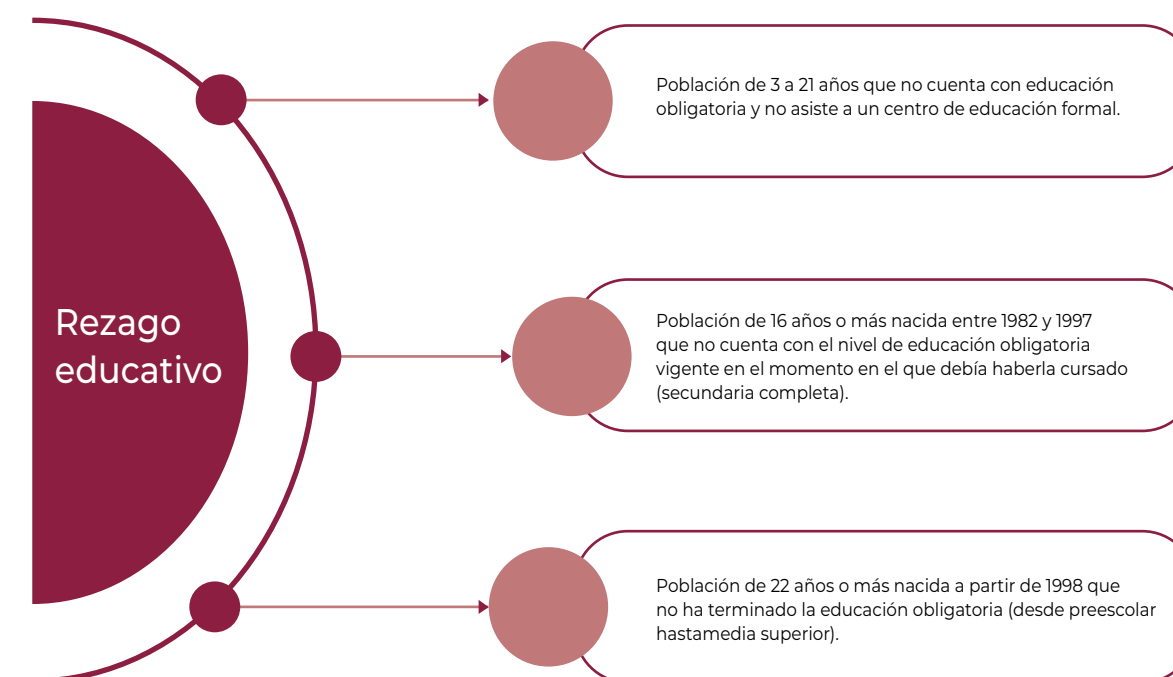 Rezago
educativo
Población de 3 a 21 años que no cuenta con educación
obligatoria y no asiste a un centro de educación formal.
Población de 16 años o más nacida entre 1982 y 1997
que no cuenta con el nivel de educación obligatoria
vigente en el momento en el que debía haberla cursado
(secundaria completa).
Población de 22 años o más nacida a partir de 1998 que
no ha terminado la educación obligatoria (desde preescolar
hastamedia superior).